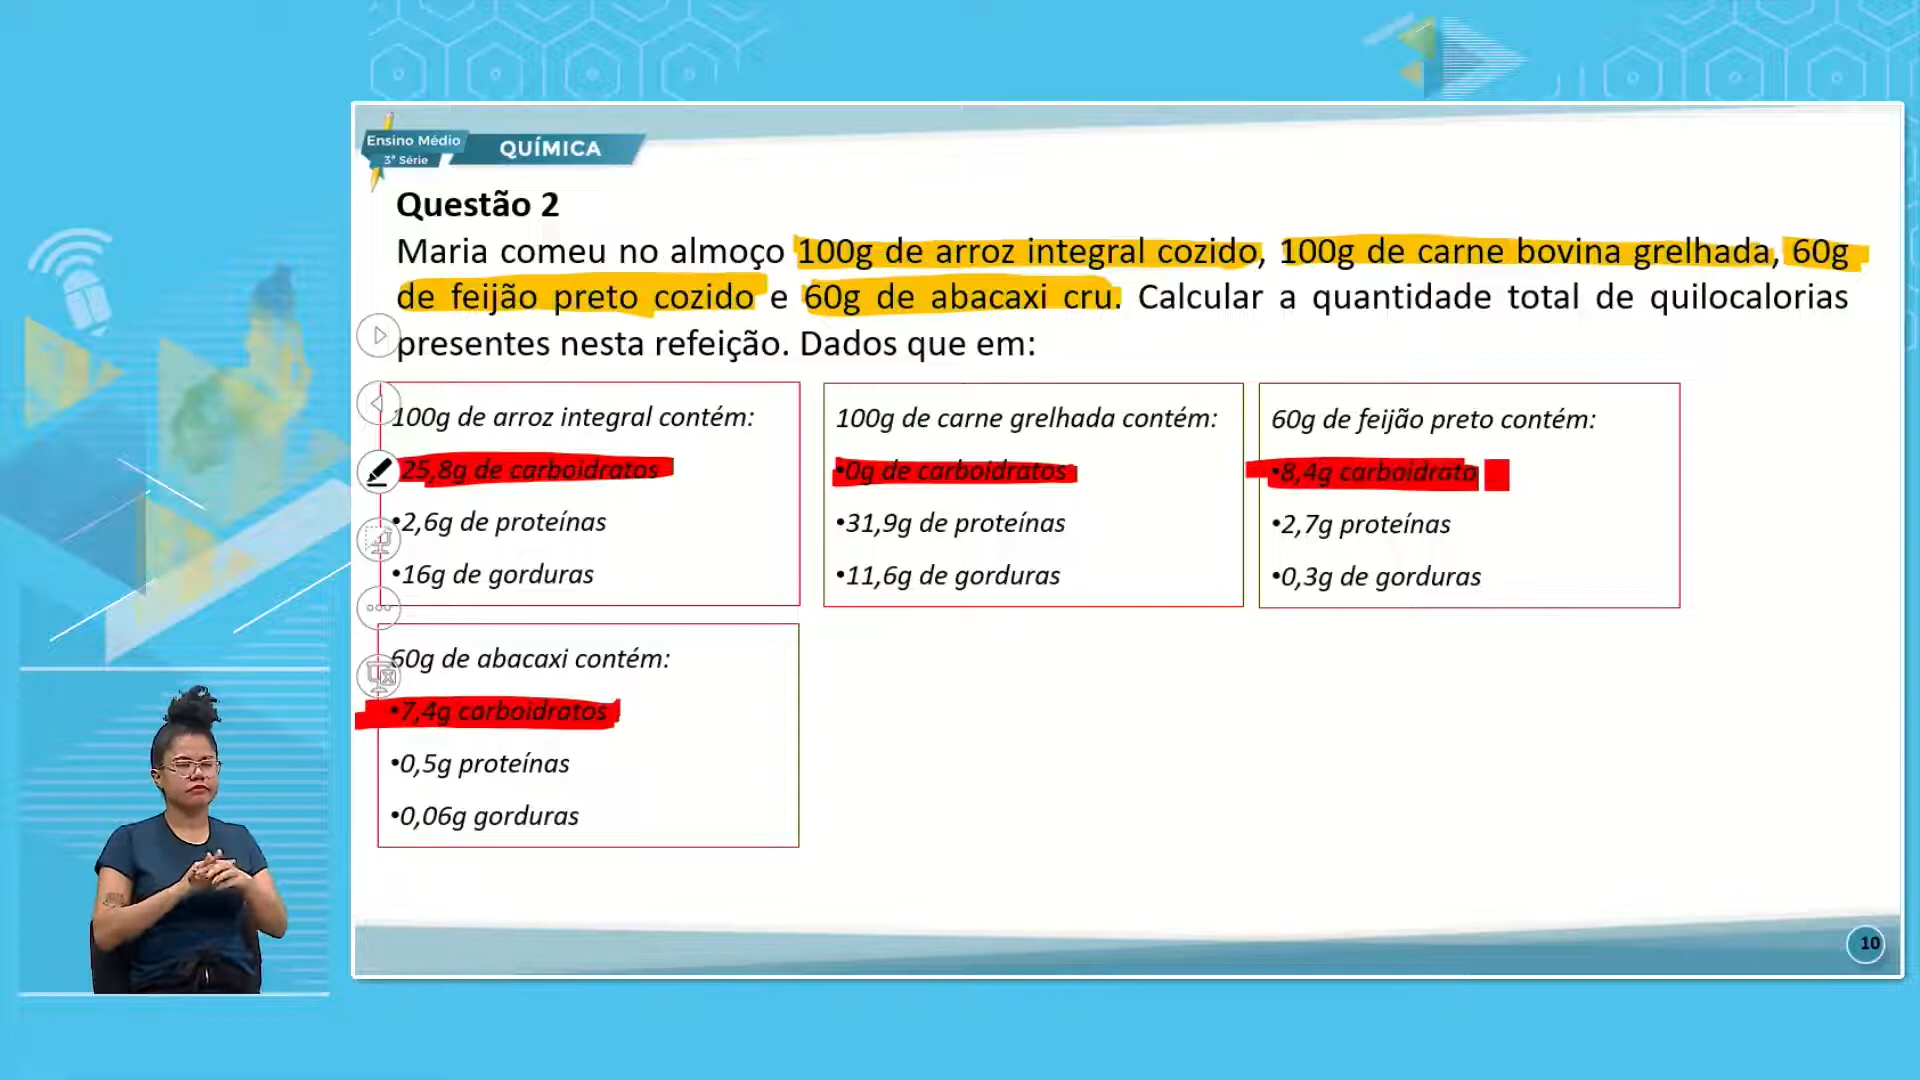 Ensino Médio
3ª Série
QUÍMICA
Questão 2
Maria comeu no almoço 100g de arroz integral cozido, 100g de carne bovina grelhada, 60g
de feijão preto cozido e 60g de abacaxi cru. Calcular a quantidade total de quilocalorias
presentes nesta refeição. Dados que em:
100g de arroz integral contém:
25,8g de carboidratos
•2,6g de proteínas
•16g de gorduras
100g de carne grelhada contém:
•0g de carboidratos
•31,9g de proteínas
•11,6g de gorduras
60g de feijão preto contém:
•8,4g carboidrato
•2,7g proteínas
•0,3g de gorduras
60g de abacaxi contém:
•7,4g carboidratos
•0,5g proteínas
•0,06g gorduras
10